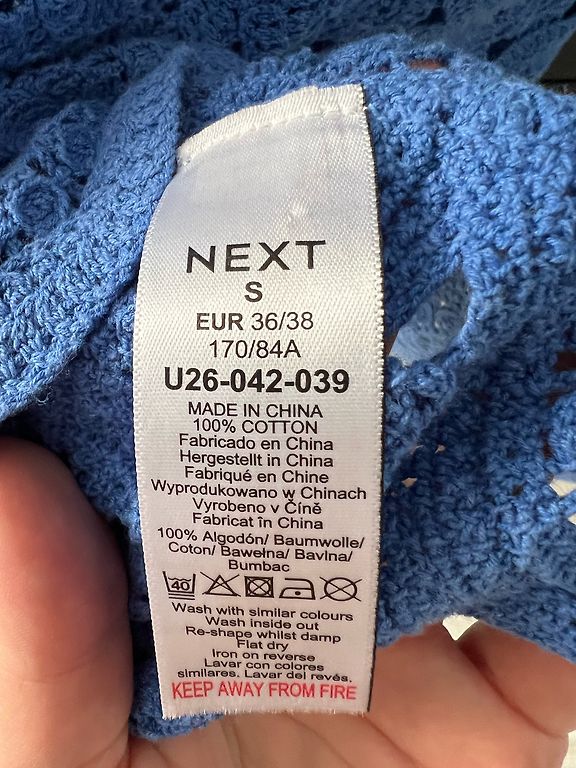 NEXT
S
EUR 36/38
170/84A
U26-042-039
MADE IN CHINA
100% COTTON
Fabricado en China
Hergestellt in China
Fabriqué en Chine
Wyprodukowano w Chinach
Vyrobeno v Číně
Fabricat în China
100% Algodón/ Baumwolle/
Coton/ Bawełna/ Bavlna/
Bumbac
40
Wash with similar colours
Wash inside out
Re-shape whilst damp
Flat dry
Iron on reverse
Lavar con colores
similares. Lavar del revés.
KEEP AWAY FROM FIRE